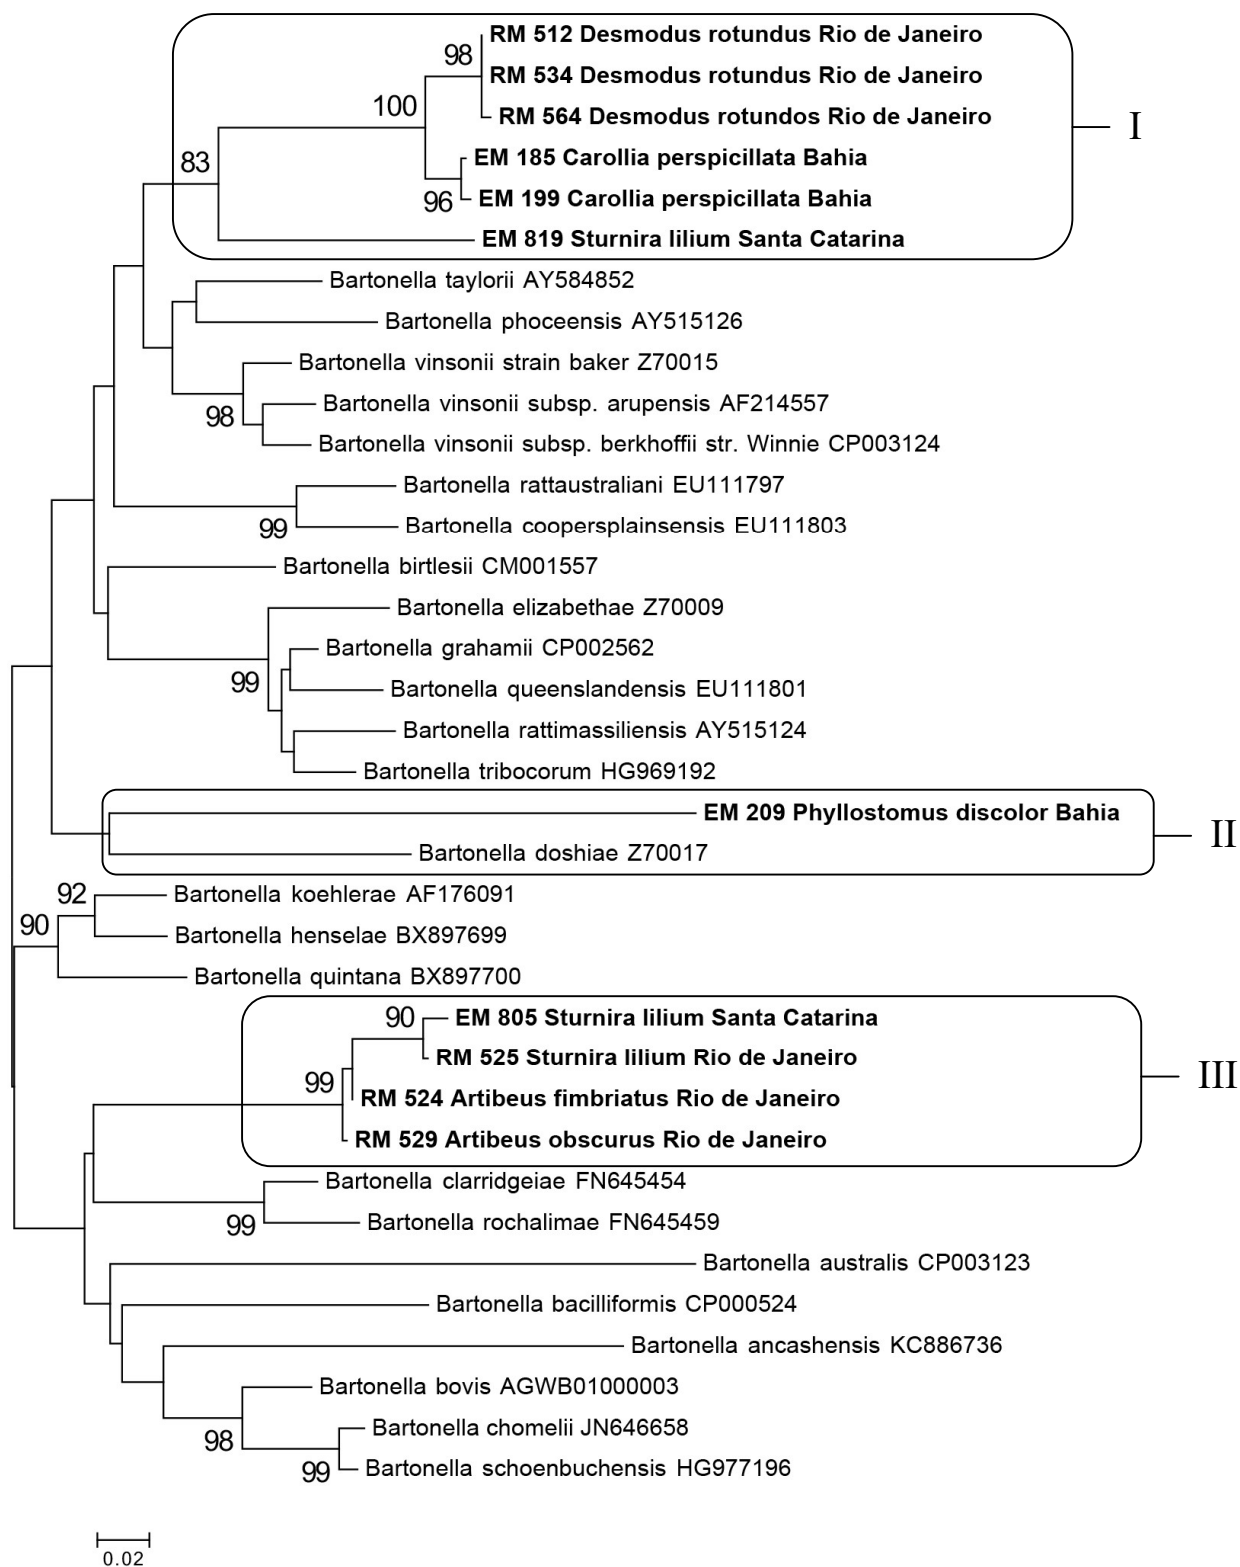 RM 512 Desmodus rotundus Rio de Janeiro
98
RM 534 Desmodus rotundus Rio de Janeiro
100
RM 564 Desmodus rotundos Rio de Janeiro
I
83
EM 185 Carollia perspicillata Bahia
96
EM 199 Carollia perspicillata Bahia
EM 819 Sturnira lilium Santa Catarina
Bartonella taylorii AY584852
Bartonella phoceensis AY515126
Bartonella vinsonii strain baker Z70015
98
Bartonella vinsonii subsp. arupensis AF214557
Bartonella vinsonii subsp. berkhoffii str. Winnie CP003124
Bartonella rattaustraliani EU111797
99
Bartonella coopersplainsensis EU111803
Bartonella birtlesii CM001557
Bartonella elizabethae Z70009
Bartonella grahamii CP002562
99
Bartonella queenslandensis EU111801
Bartonella rattimassiliensis AY515124
Bartonella tribocorum HG969192
EM 209 Phyllostomus discolor Bahia
II
Bartonella doshiae Z70017
92
Bartonella koehlerae AF176091
90
Bartonella henselae BX897699
Bartonella quintana BX897700
90
EM 805 Sturnira lilium Santa Catarina
RM 525 Sturnira lilium Rio de Janeiro
III
99
RM 524 Artibeus fimbriatus Rio de Janeiro
RM 529 Artibeus obscurus Rio de Janeiro
Bartonella clarridgeiae FN645454
99
Bartonella rochalimae FN645459
Bartonella australis CP003123
Bartonella bacilliformis CP000524
Bartonella ancashensis KC886736
Bartonella bovis AGWB01000003
98
Bartonella chomelii JN646658
99
Bartonella schoenbuchensis HG977196
0.02